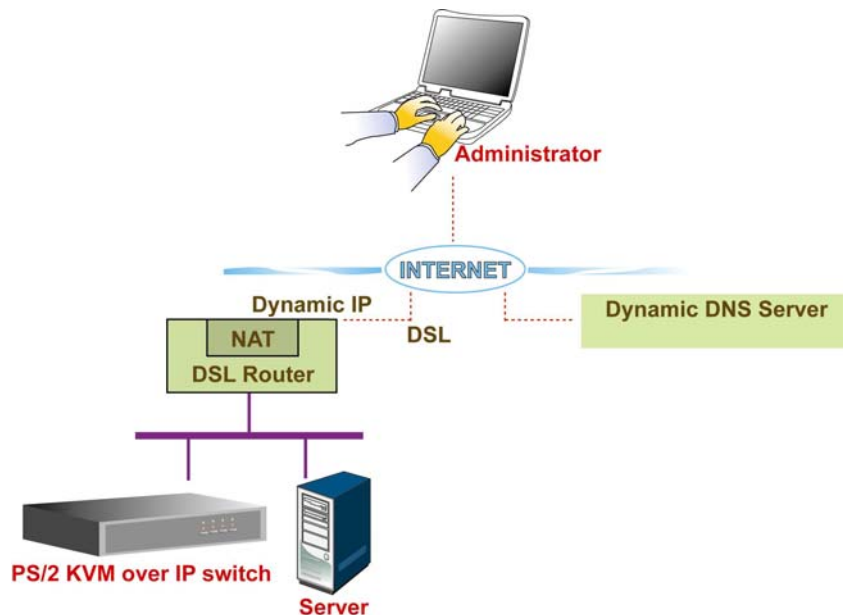 Administrator
INTERNET
Dynamic IP
DSL
Dynamic DNS Server
NAT
DSL Router
PS/2 KVM over IP switch
Server